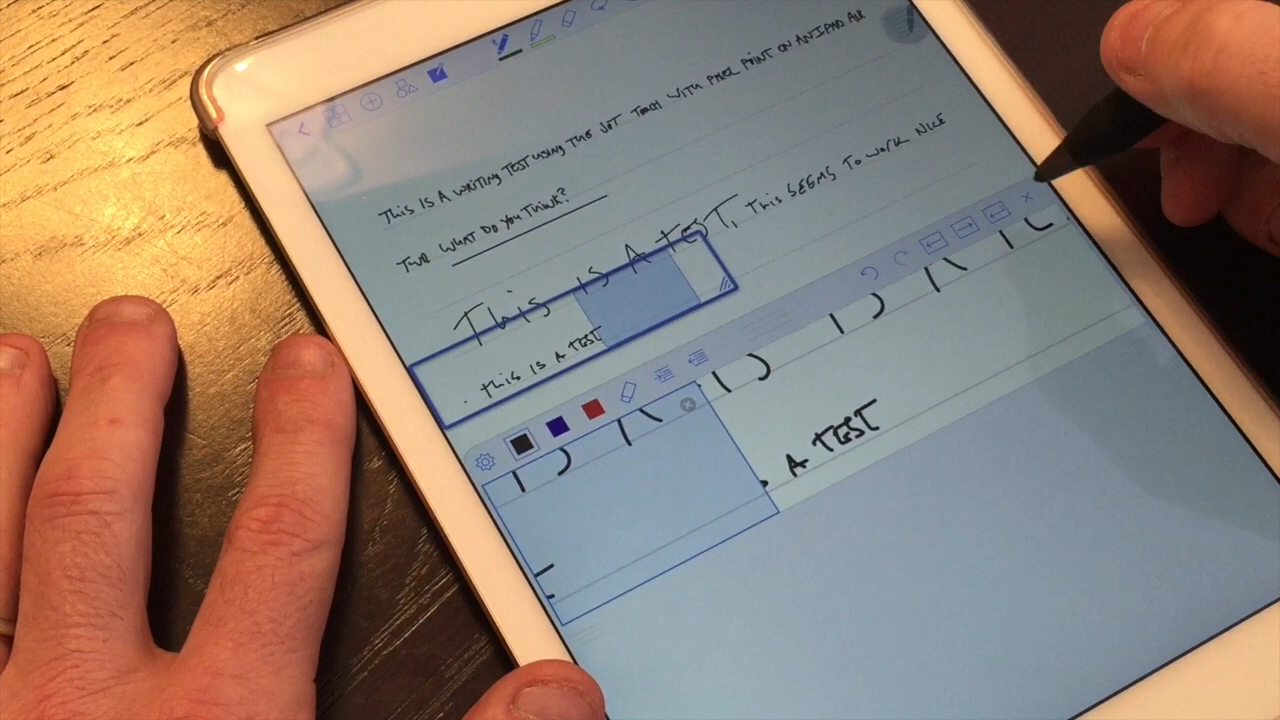 THIS IS A WRITING TEST USING THE JOT TOUCH WITH PIXEL POINT ON AN IPAD AIR
TWR WHAT DO YOU THINK?
THIS IS A TEST, THIS SEEMS TO WORK NICE
. THIS IS A TEST
A TEST